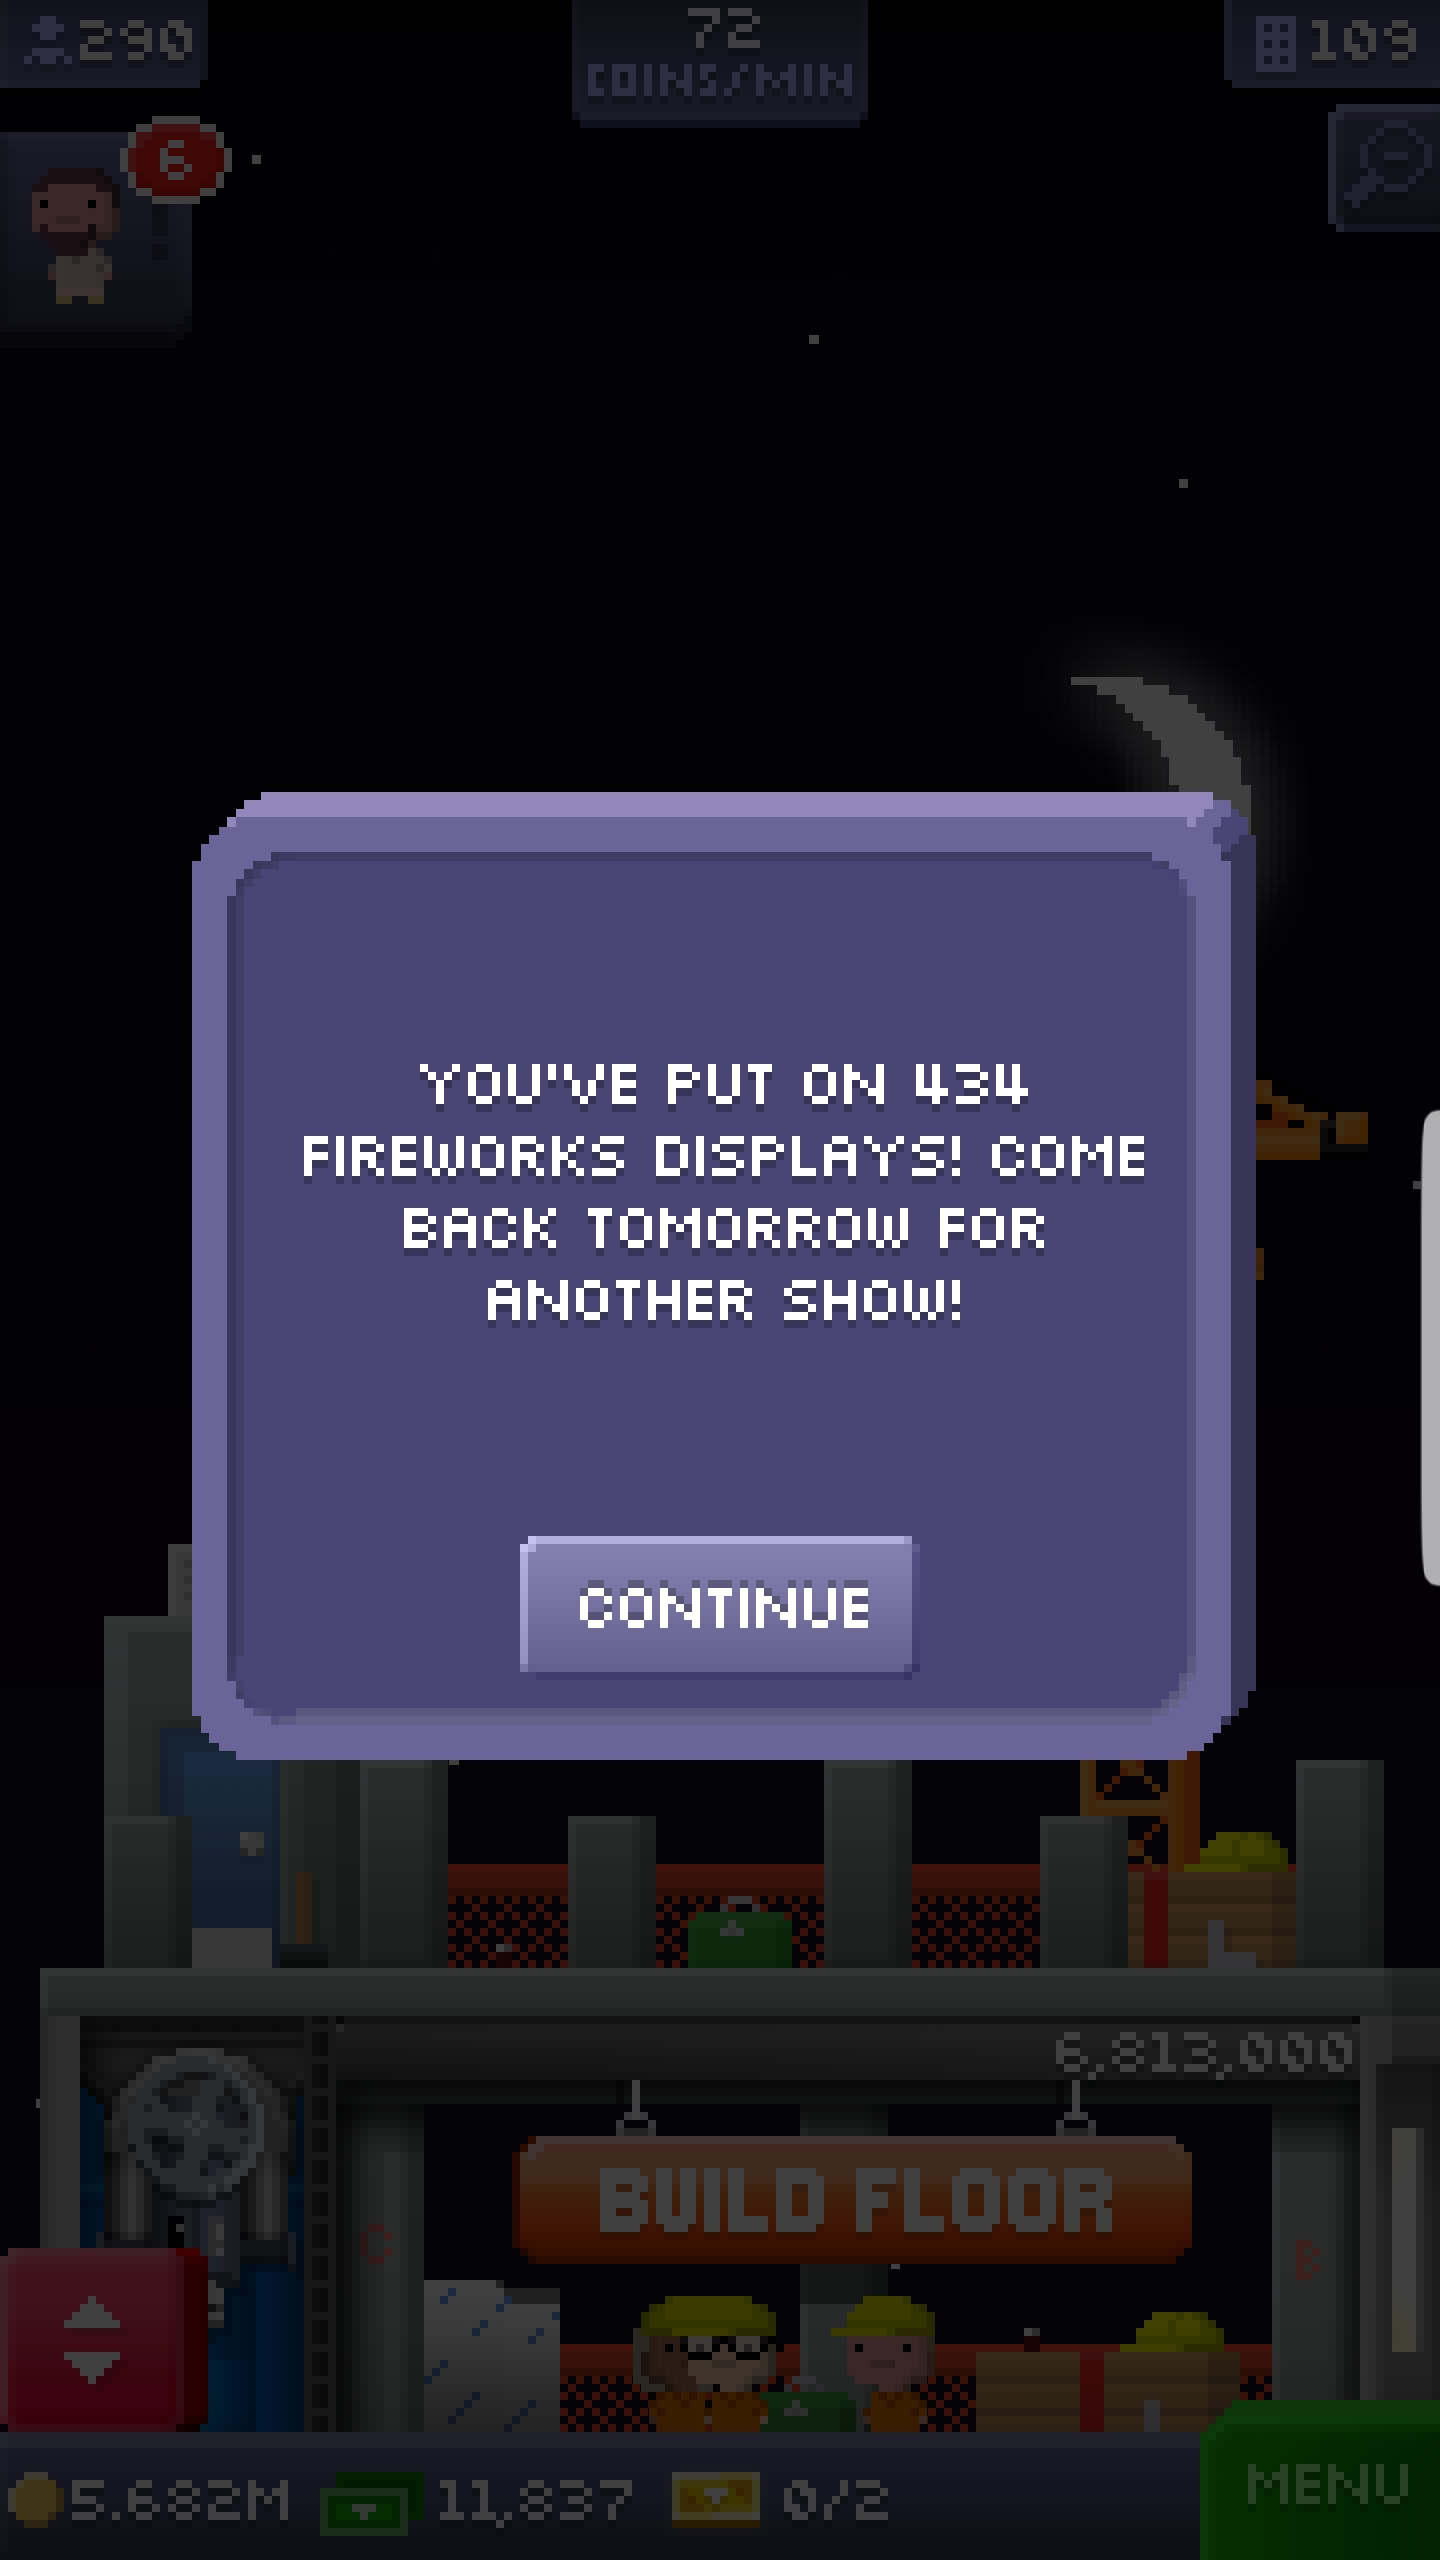 290
72
COINS/MIN
109
6
YOU'VE PUT ON 434
FIREWORKS DISPLAYS! COME
BACK TOMORROW FOR
ANOTHER SHOW!
CONTINUE
6,813,000
BUILD FLOOR
C
B
5.682M
11,837
0/2
MENU